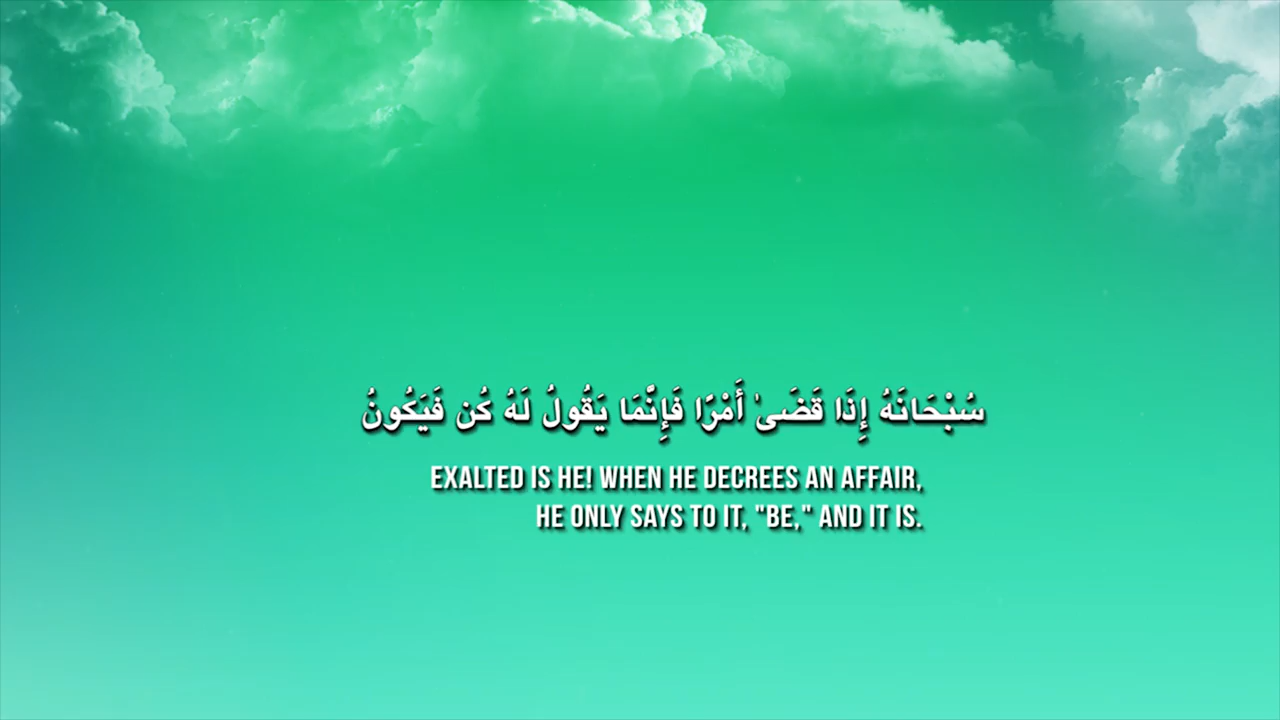 سُبْحَانَهُ إِذَا قَضَىٰ أَمْرًا فَإِنَّمَا يَقُولُ لَهُ كُن فَيَكُونُ
EXALTED IS HE! WHEN HE DECREES AN AFFAIR,
HE ONLY SAYS TO IT, "BE," AND IT IS.